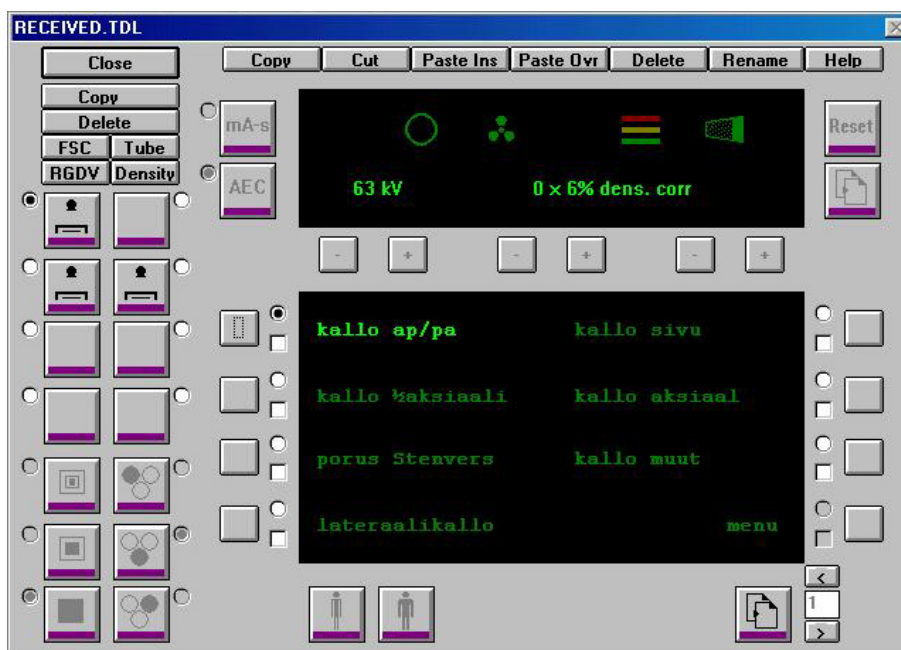 RECEIVED.TDL
Close
Copy Cut Paste Ins Paste Ovr Delete Rename Help
Copy
Delete
FSC Tube
RGDV Density
mA-s
Reset
AEC
63 kV 0 x 6% dens. corr
- + - + - +
kallo ap/pa kallo sivu
kallo ½aksiaali kallo aksiaal
porus Stenvers kallo muut
lateraalikallo menu
<
1
>